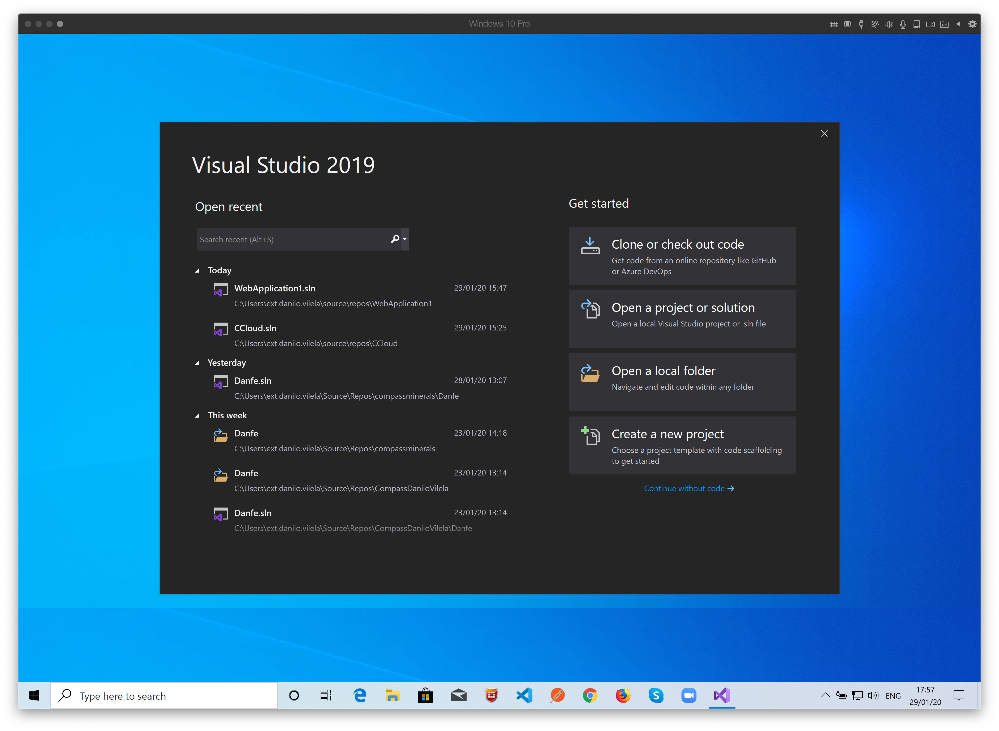 Windows 10 Pro
Visual Studio 2019
Open recent
Search recent (Alt+S)
Today
WebApplication1.sln
29/01/20 15:47
C:\Users\ext.danilo.vilela\source\repos\WebApplication1
CCloud.sln
29/01/20 15:25
C:\Users\ext.danilo.vilela\source\repos\CCloud
Yesterday
Danfe.sln
28/01/20 13:07
C:\Users\ext.danilo.vilela\Source\Repos\compassminerals\Danfe
This week
Danfe
23/01/20 14:18
C:\Users\ext.danilo.vilela\Source\Repos\compassminerals
Danfe
23/01/20 13:14
C:\Users\ext.danilo.vilela\Source\Repos\CompassDaniloVilela
Danfe.sln
23/01/20 13:14
C:\Users\ext.danilo.vilela\Source\Repos\CompassDaniloVilela\Danfe
Get started
Clone or check out code
Get code from an online repository like GitHub
or Azure DevOps
Open a project or solution
Open a local Visual Studio project or .sln file
Open a local folder
Navigate and edit code within any folder
Create a new project
Choose a project template with code scaffolding
to get started
Continue without code →
Type here to search
ENG
17:57
29/01/20